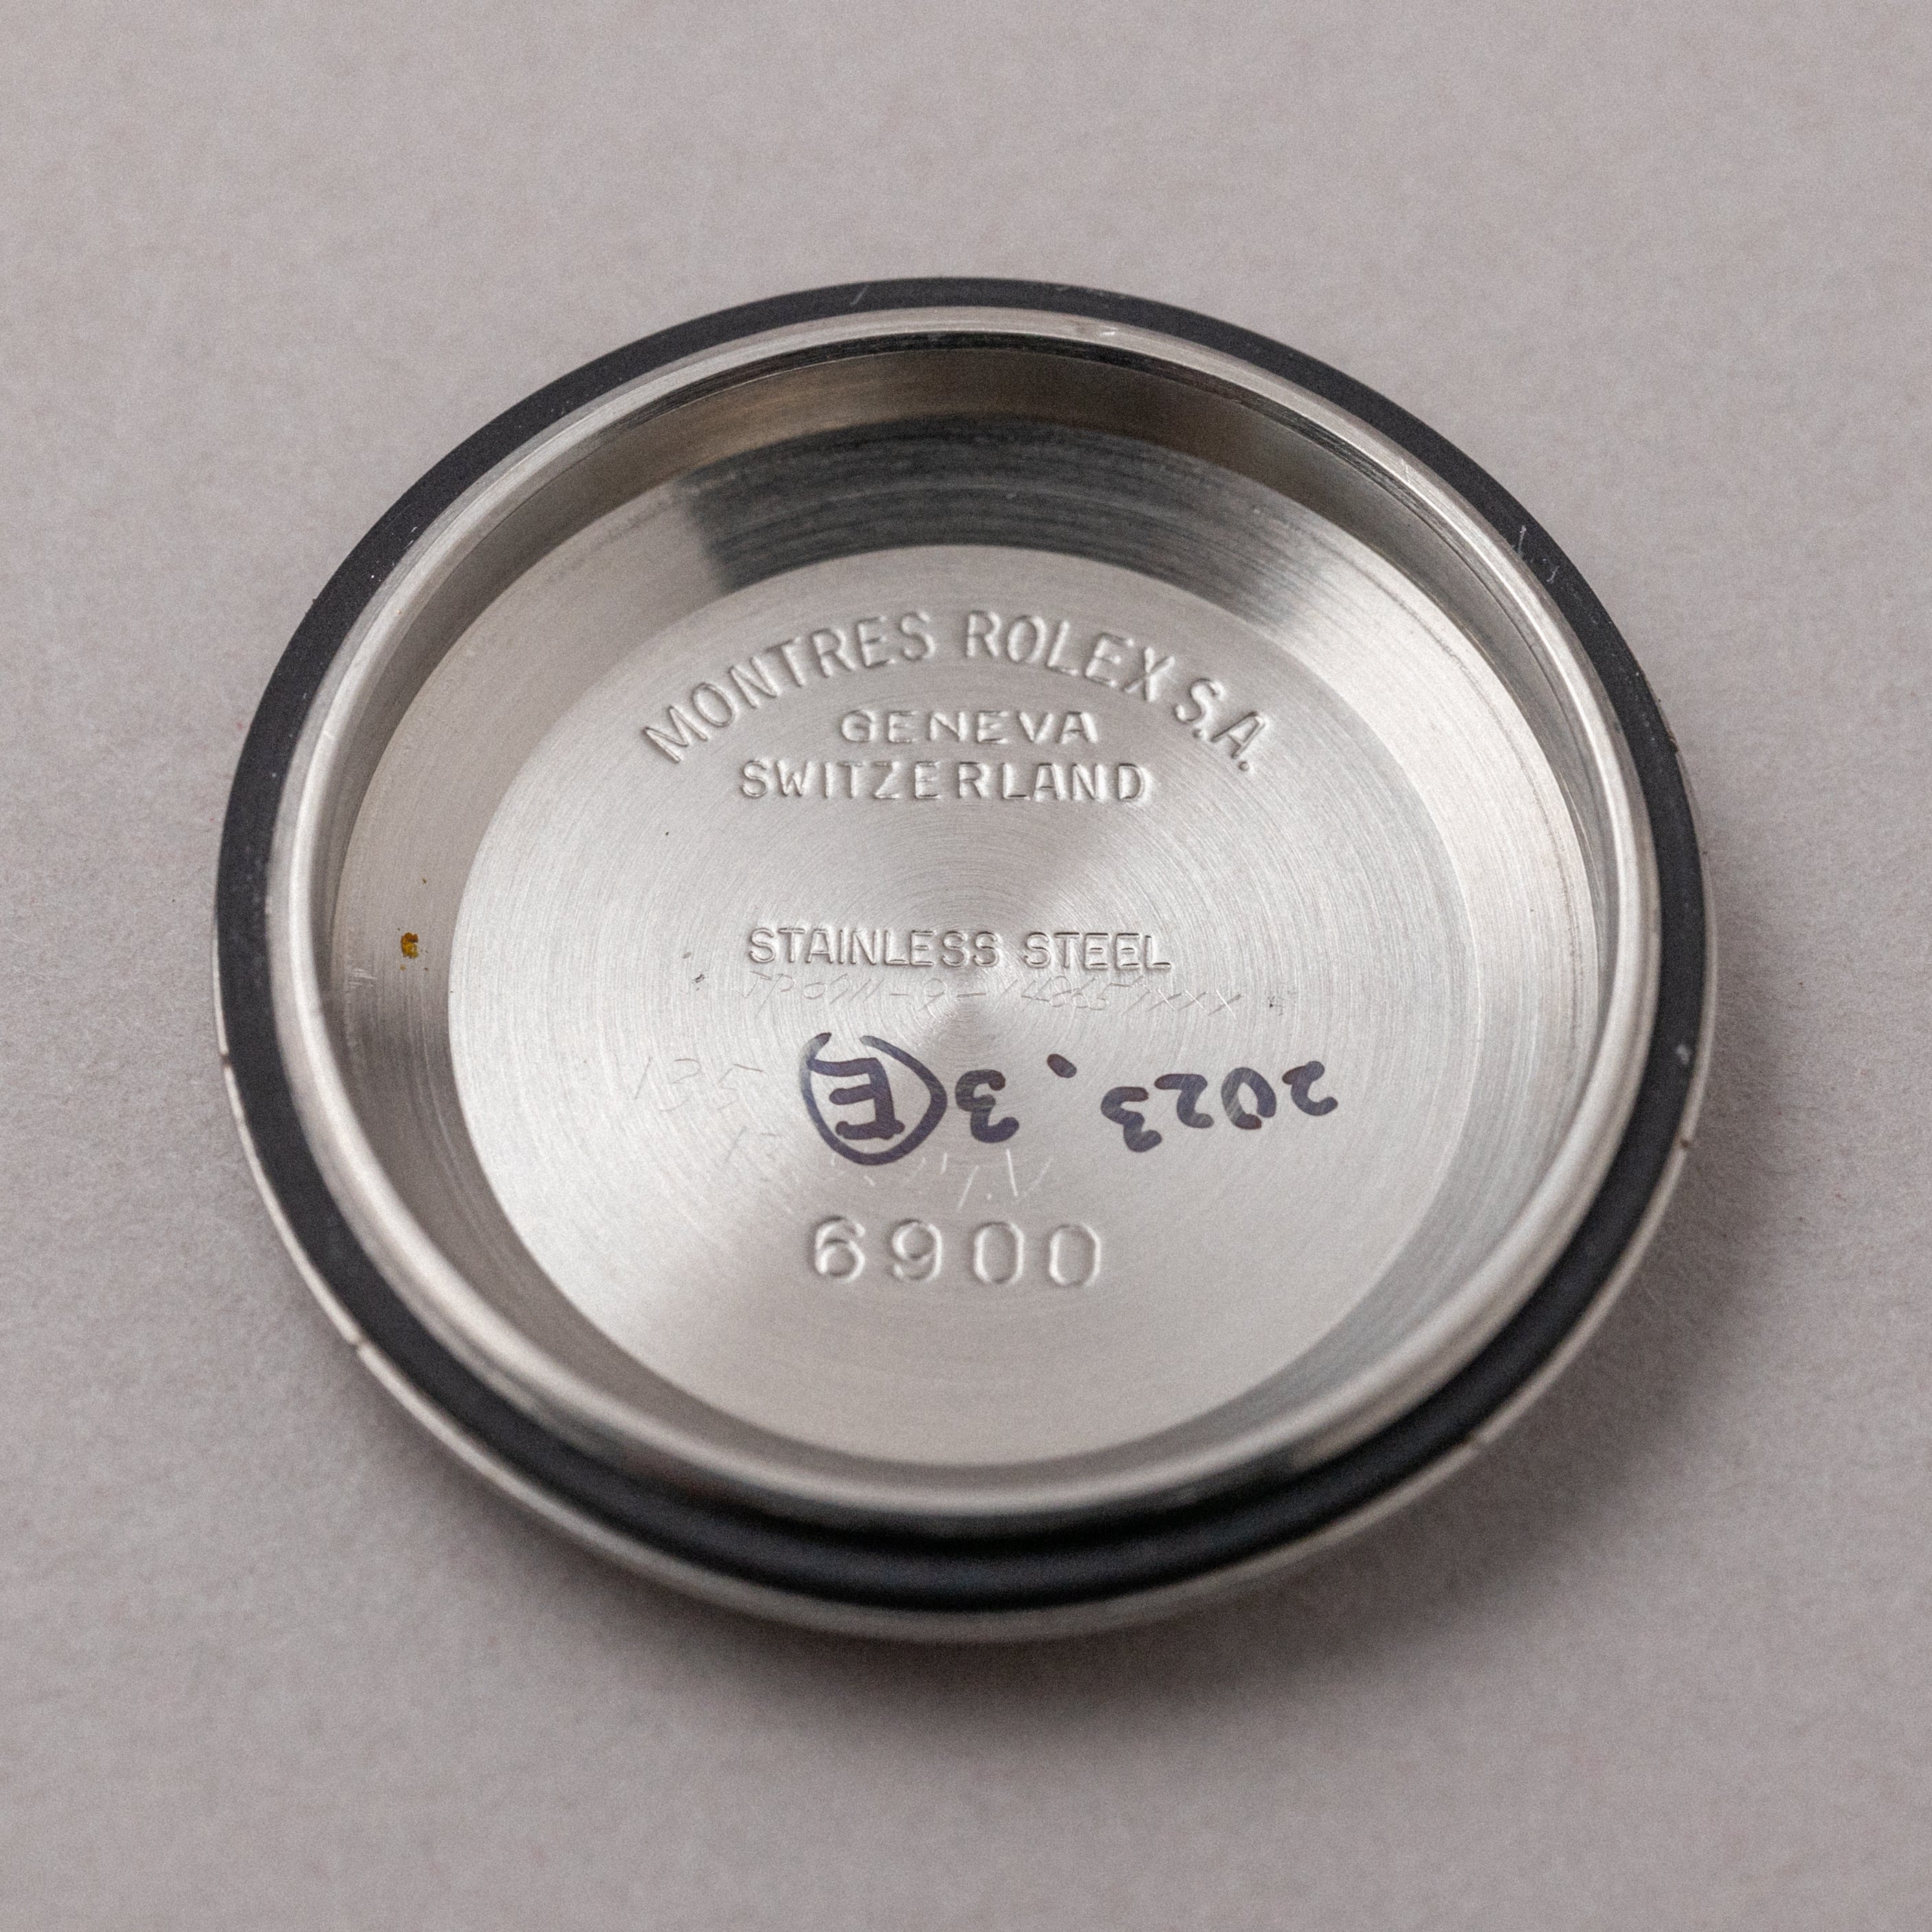 MONTRES ROLEX S.A.
GENEVA
SWITZERLAND
STAINLESS STEEL
2023, 3 (E)
6900